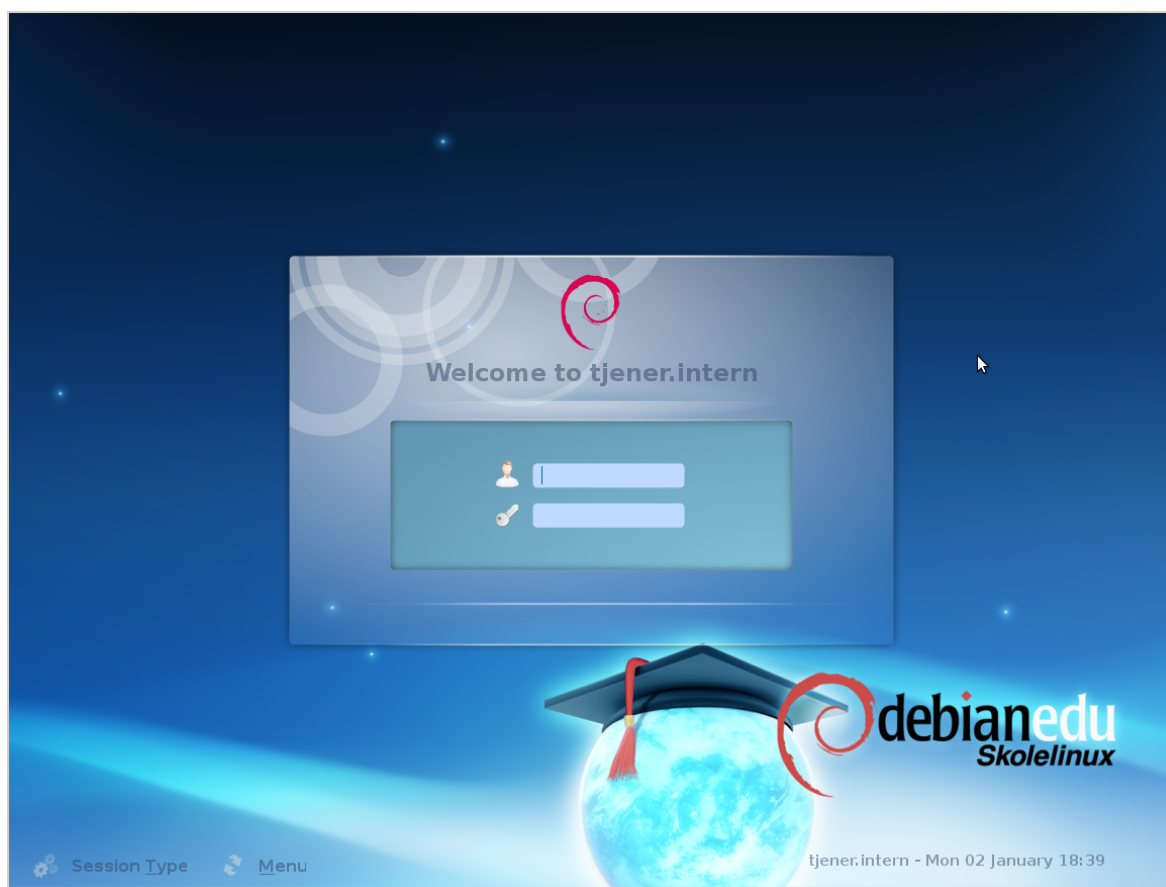 Welcome to tjener.intern
debianedu
Skolelinux
Session Type
Menu
tjener.intern - Mon 02 January 18:39